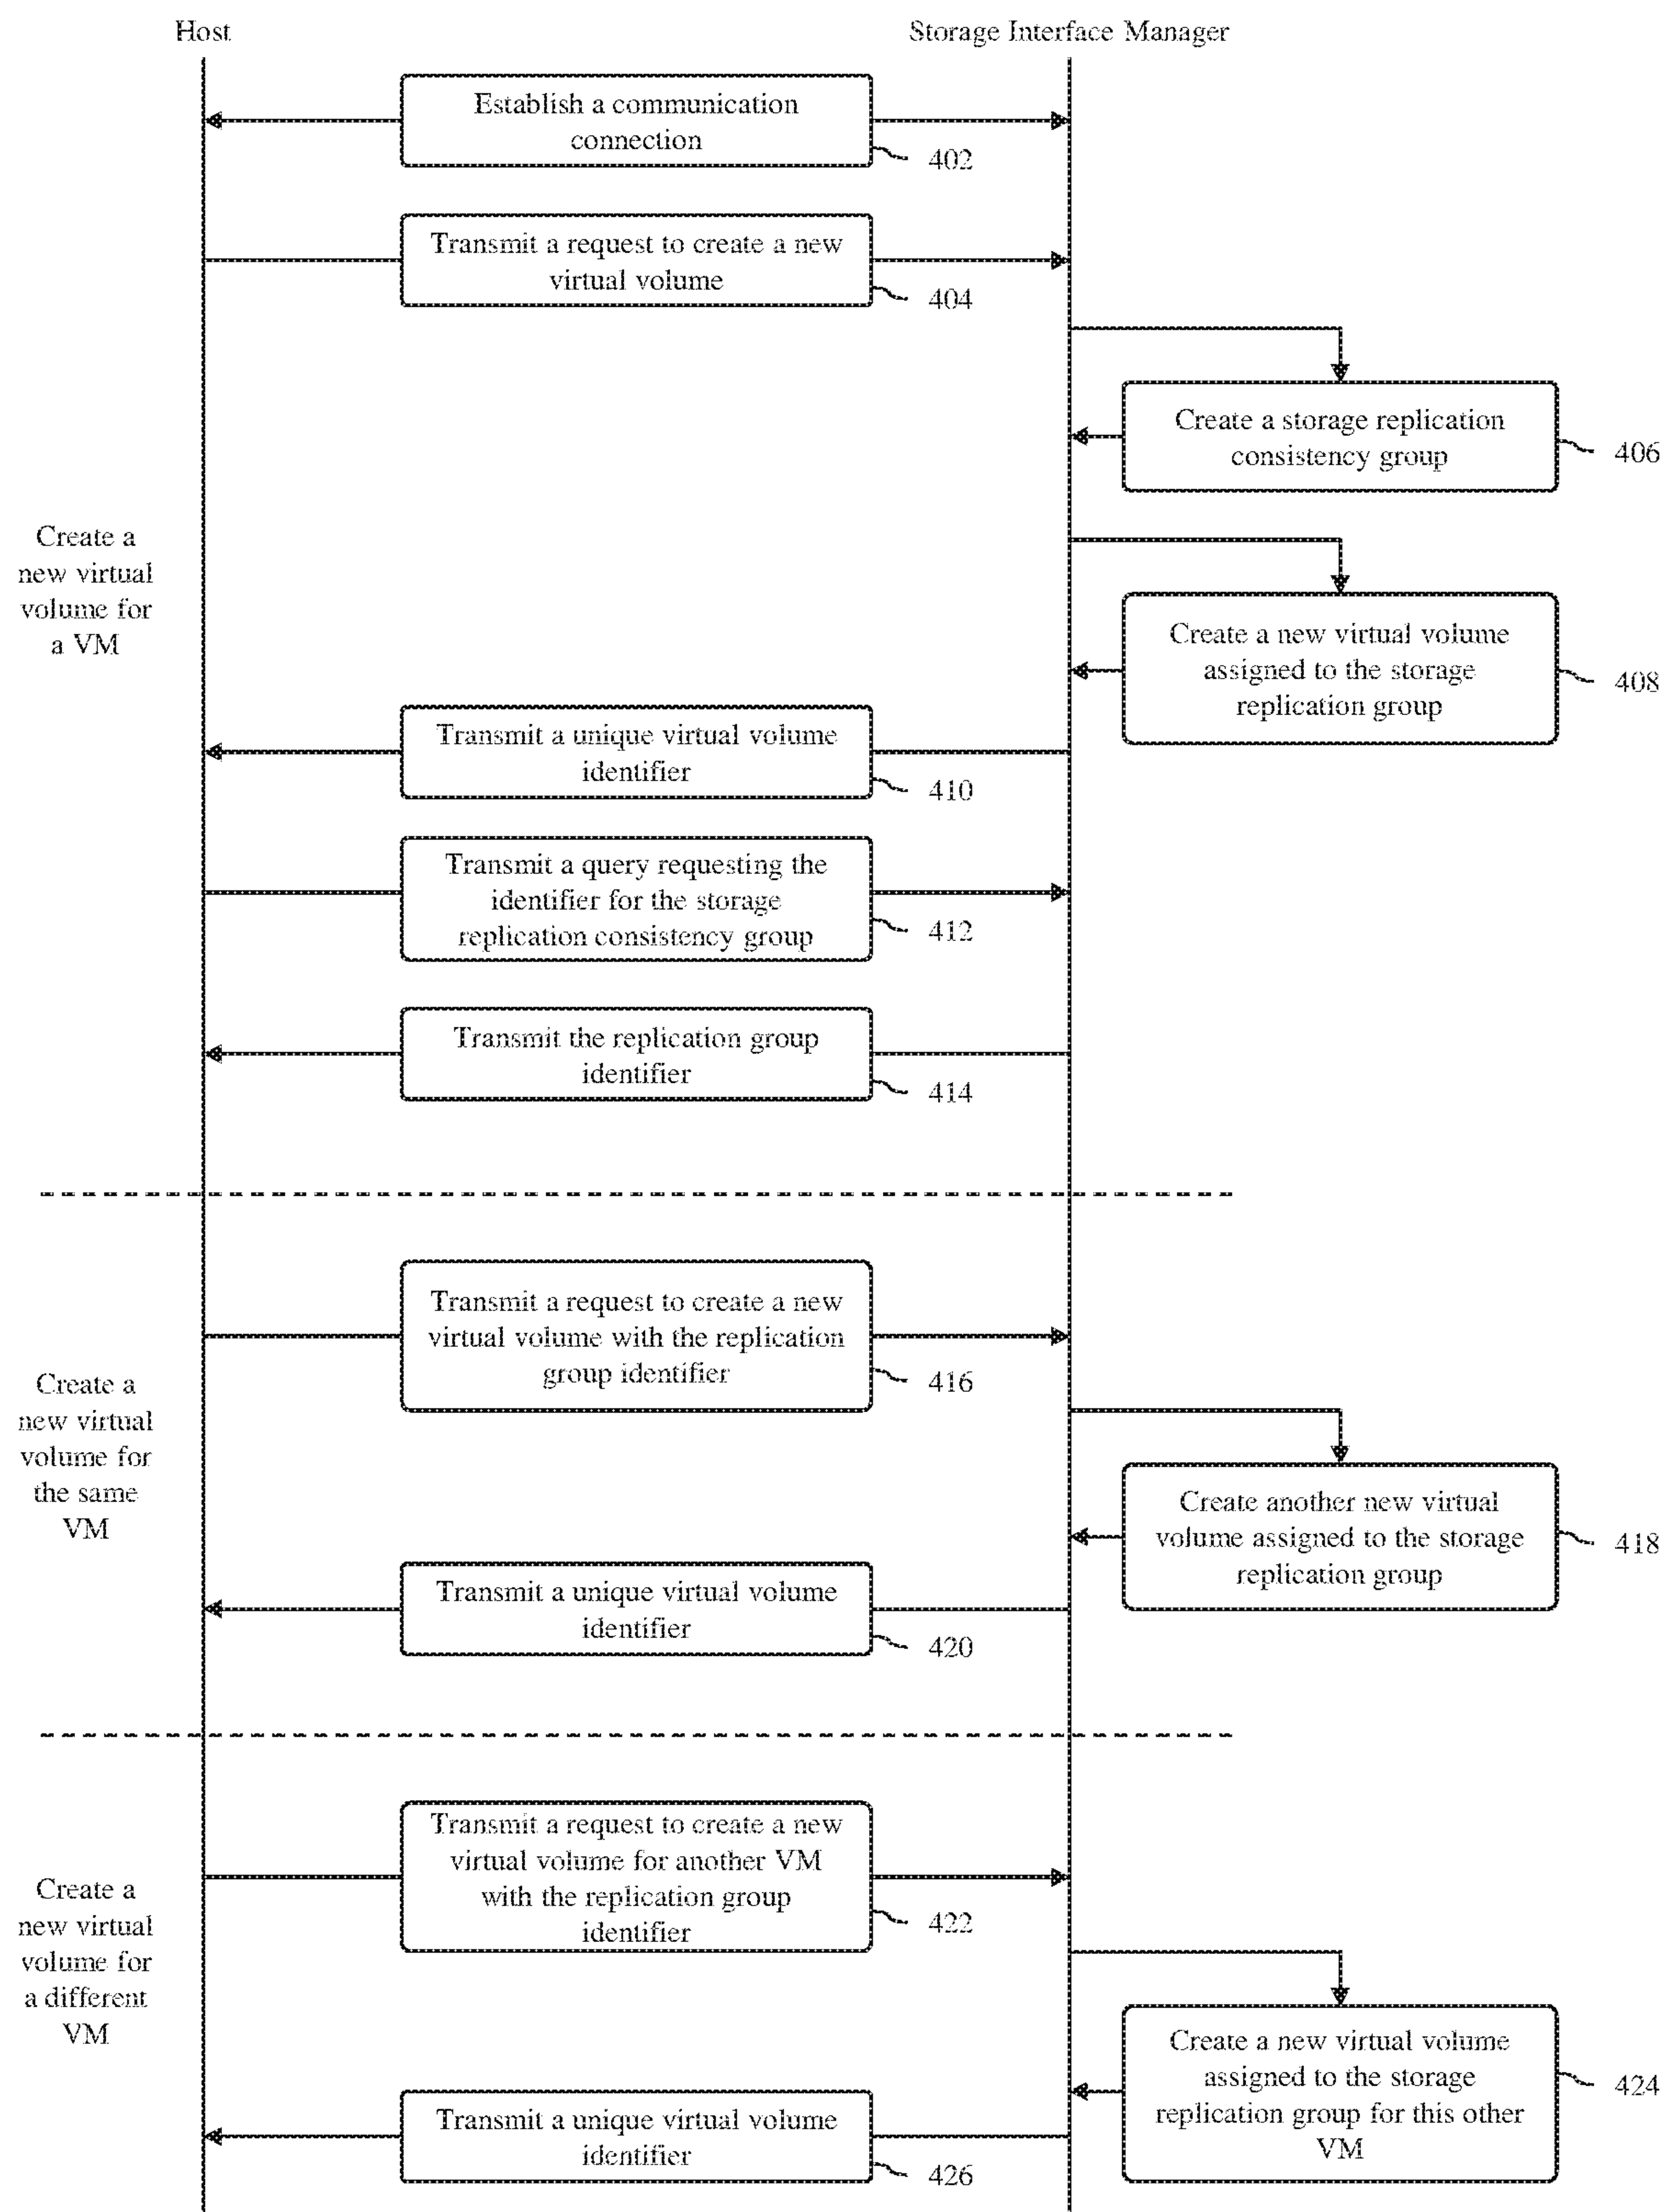 Host
Storage Interface Manager
Establish a communication
connection
402
Transmit a request to create a new
virtual volume
404
Create a storage replication
consistency group
406
Create a
new virtual
volume for
a VM
Create a new virtual volume
assigned to the storage
replication group
408
Transmit a unique virtual volume
identifier
410
Transmit a query requesting the
identifier for the storage
replication consistency group
412
Transmit the replication group
identifier
414
Transmit a request to create a new
virtual volume with the replication
group identifier
416
Create a
new virtual
volume for
the same
VM
Create another new virtual
volume assigned to the storage
replication group
418
Transmit a unique virtual volume
identifier
420
Transmit a request to create a new
virtual volume for another VM
with the replication group
identifier
422
Create a
new virtual
volume for
a different
VM
Create a new virtual volume
assigned to the storage
replication group for this other
VM
424
Transmit a unique virtual volume
identifier
426